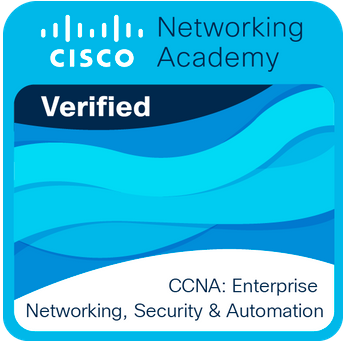 CISCO
Networking
Academy
Verified
CCNA: Enterprise
Networking, Security & Automation